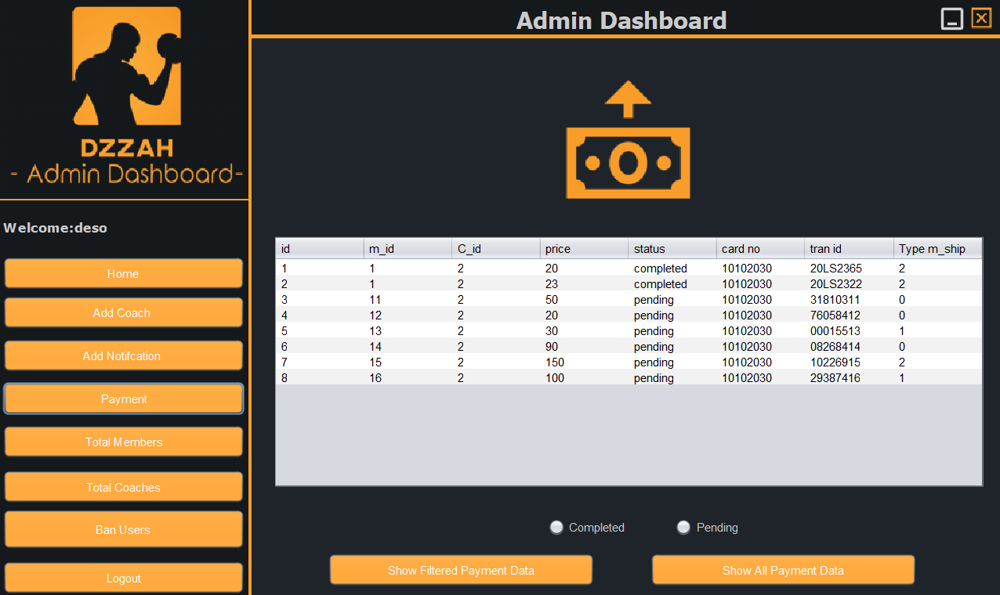 Admin Dashboard
DZZAH
- Admin Dashboard-
Welcome:deso
Home
Add Coach
Add Notifcation
Payment
Total Members
Total Coaches
Ban Users
Logout
id m_id C_id price status card no tran id Type m_ship
1 1 2 20 completed 10102030 20LS2365 2
2 1 2 23 completed 10102030 20LS2322 2
3 11 2 50 pending 10102030 31810311 0
4 12 2 20 pending 10102030 76058412 0
5 13 2 30 pending 10102030 00015513 1
6 14 2 90 pending 10102030 08268414 0
7 15 2 150 pending 10102030 10226915 2
8 16 2 100 pending 10102030 29387416 1
Completed Pending
Show Filtered Payment Data Show All Payment Data